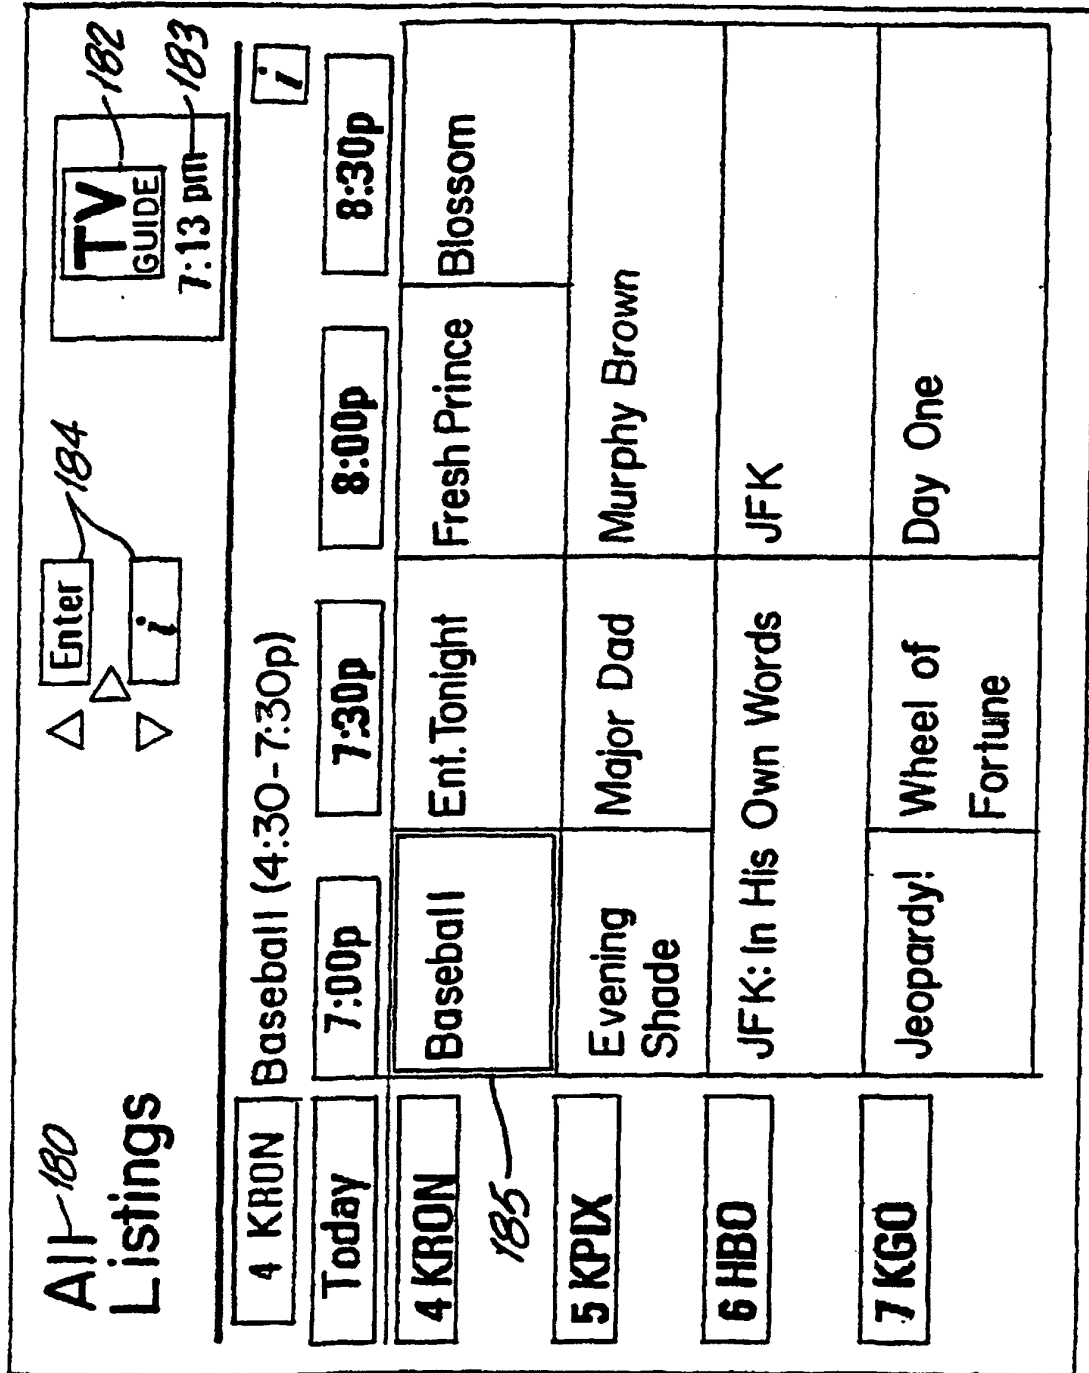 All 180
Listings
Enter
i
184
TV
GUIDE
7:13 pm
182
183
4 KRON Baseball (4:30-7:30p) i
Today 7:00p 7:30p 8:00p 8:30p
4 KRON Baseball Ent. Tonight Fresh Prince Blossom
185
5 KPIX Evening Shade Major Dad Murphy Brown
6 HBO JFK: In His Own Words JFK
7 KGO Jeopardy! Wheel of Fortune Day One